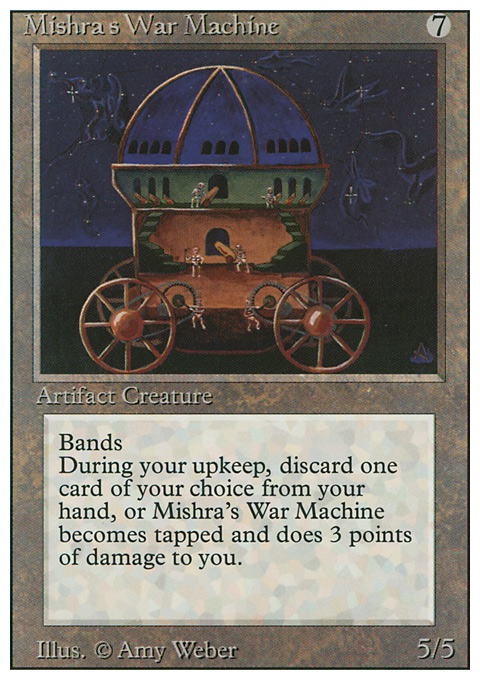 Mishra's War Machine 7
Artifact Creature
Bands
During your upkeep, discard one
card of your choice from your
hand, or Mishra's War Machine
becomes tapped and does 3 points
of damage to you.
Illus. © Amy Weber 5/5